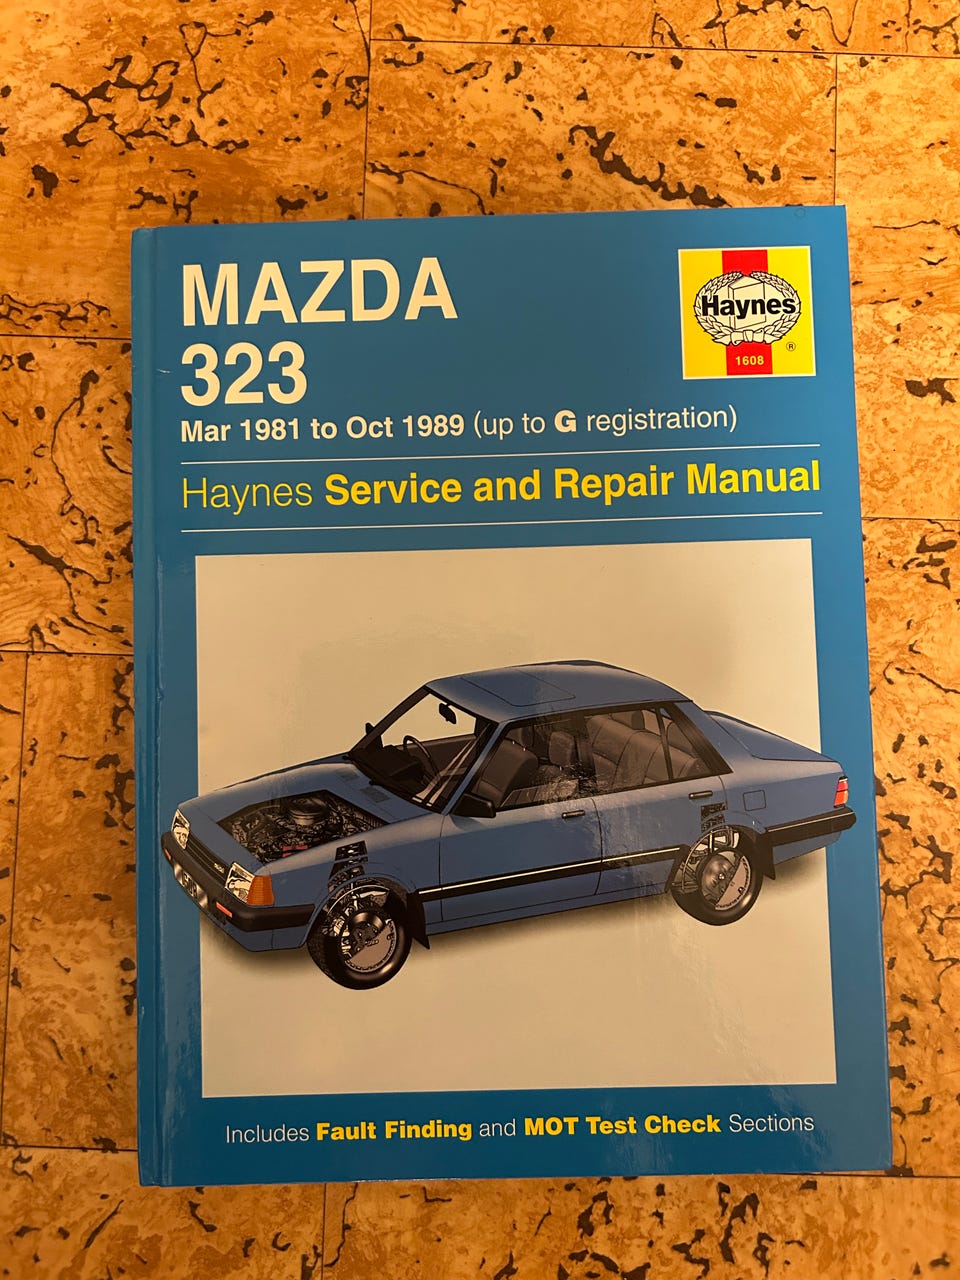 MAZDA
323
Mar 1981 to Oct 1989 (up to G registration)
Haynes
®
1608
Haynes Service and Repair Manual
Includes Fault Finding and MOT Test Check Sections